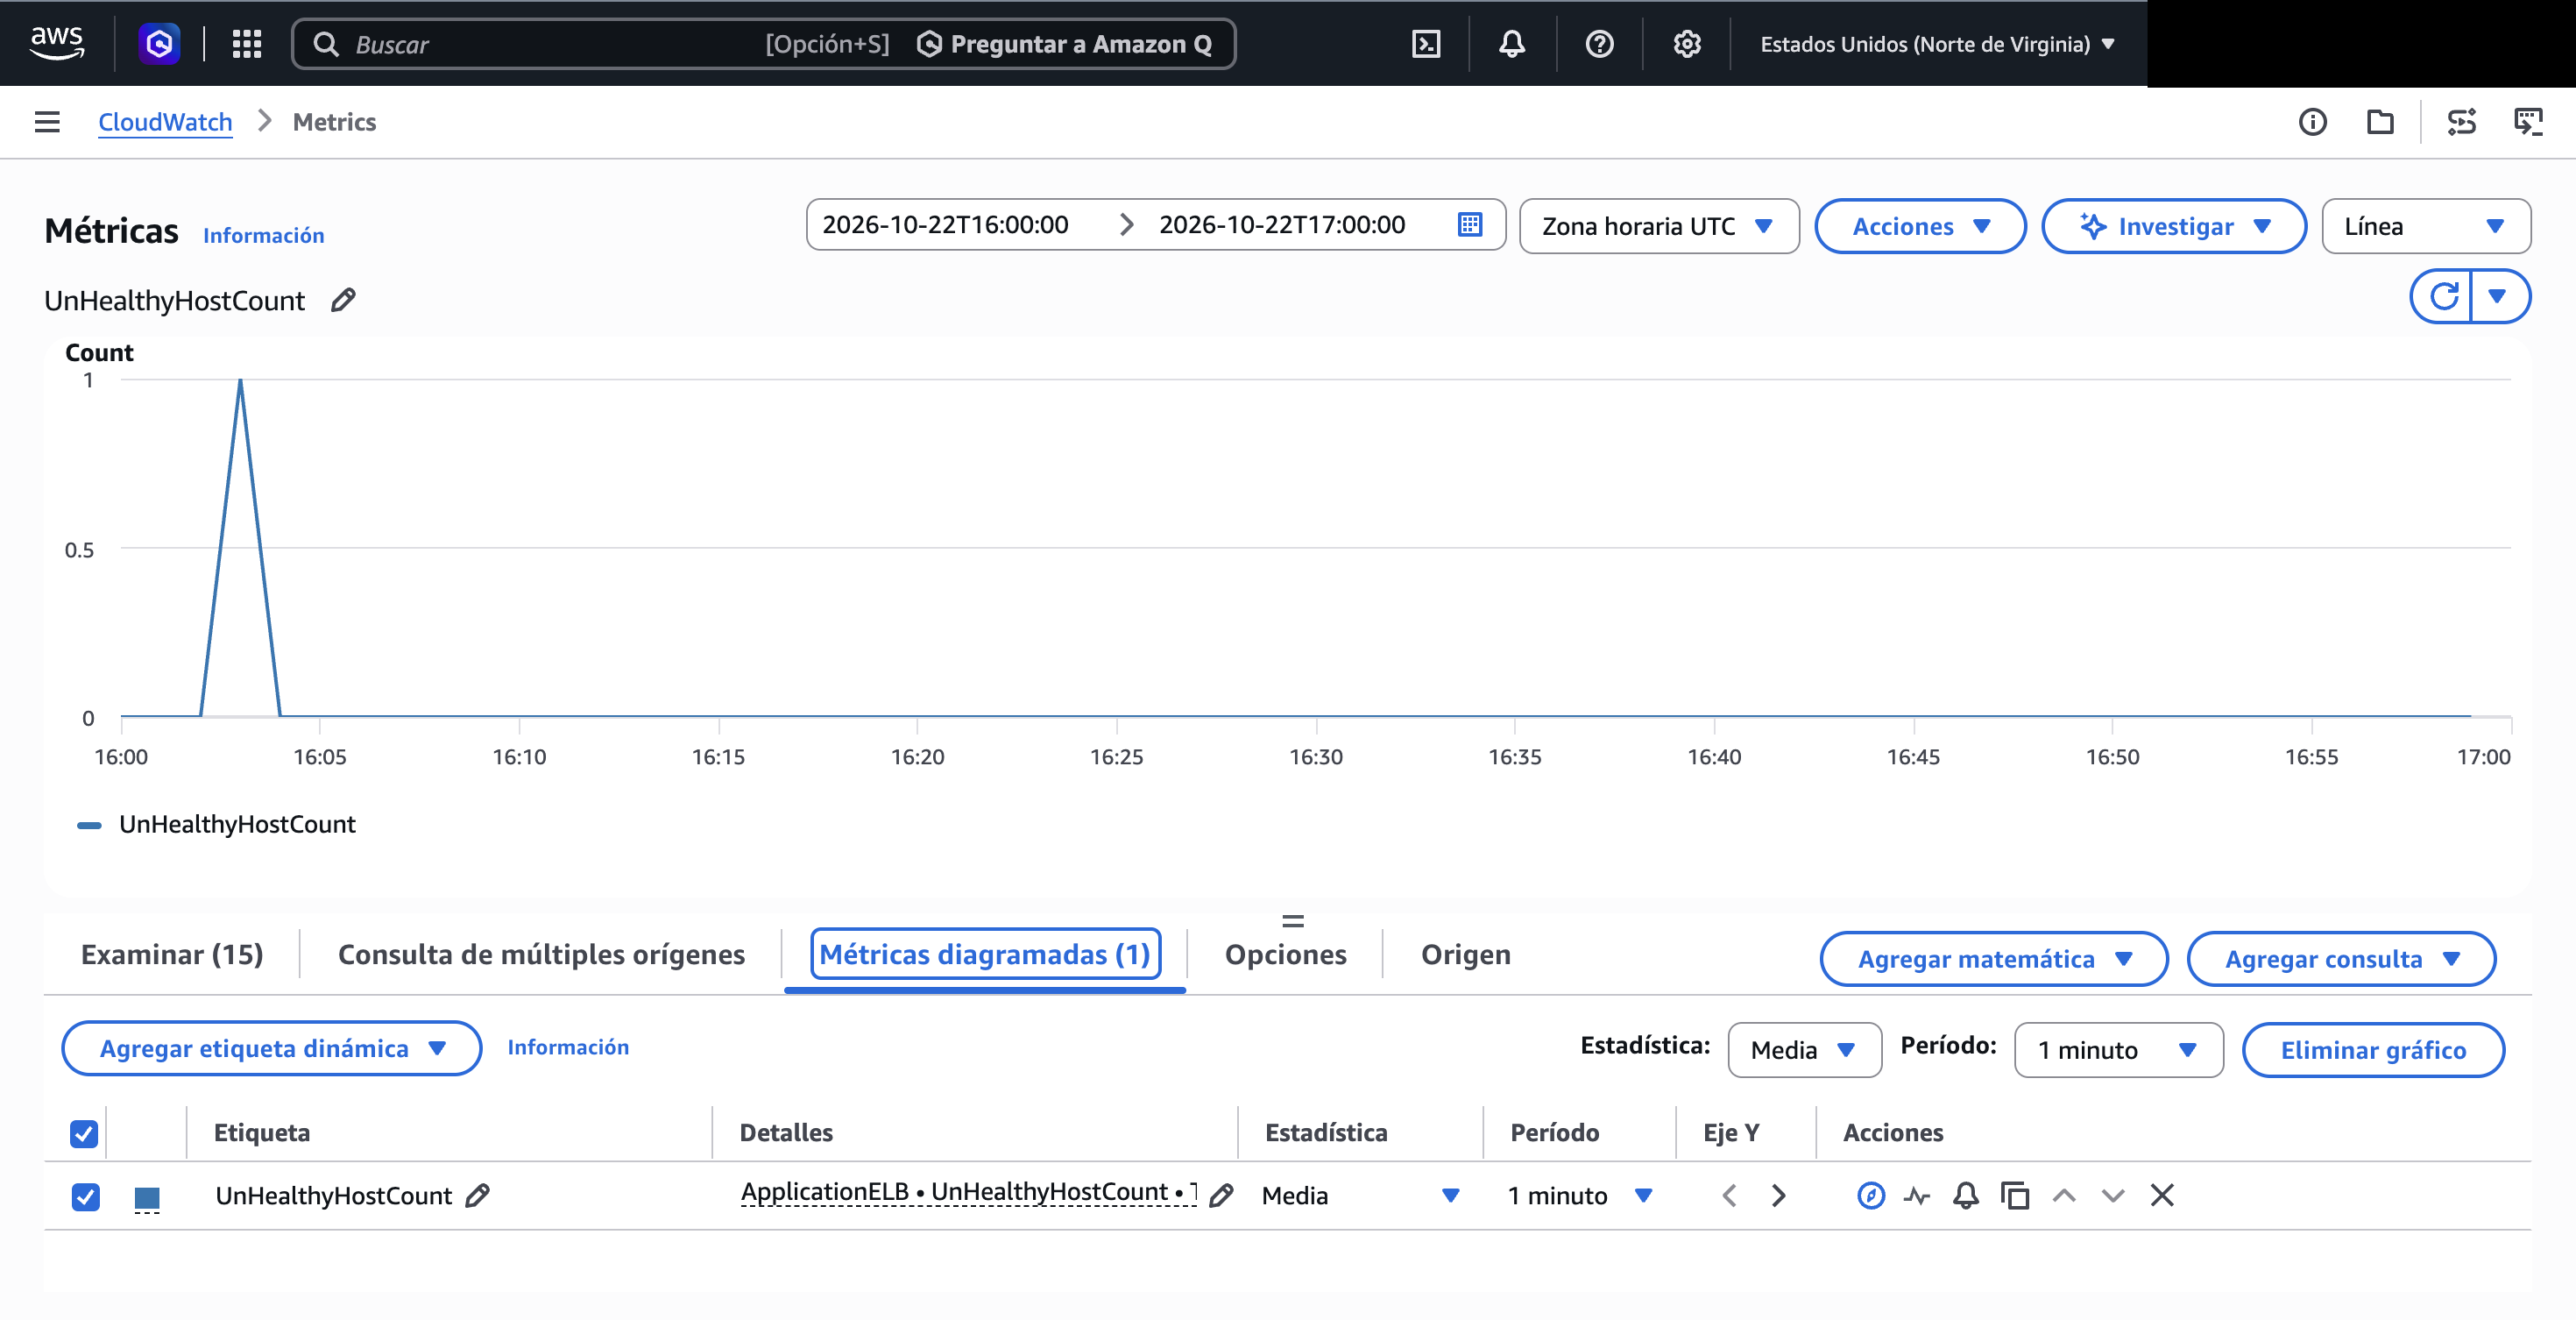 aws
Buscar [Opción+S] Preguntar a Amazon Q Estados Unidos (Norte de Virginia)
CloudWatch Metrics
Métricas Información 2026-10-22T16:00:00 2026-10-22T17:00:00 Zona horaria UTC Acciones Investigar Línea
UnHealthyHostCount
Count
1
0.5
0
16:00 16:05 16:10 16:15 16:20 16:25 16:30 16:35 16:40 16:45 16:50 16:55 17:00
UnHealthyHostCount
Examinar (15) Consulta de múltiples orígenes Métricas diagramadas (1) Opciones Origen Agregar matemática Agregar consulta
Agregar etiqueta dinámica Información Estadística: Media Período: 1 minuto Eliminar gráfico
Etiqueta Detalles Estadística Período Eje Y Acciones
UnHealthyHostCount ApplicationELB • UnHealthyHostCount • Media 1 minuto